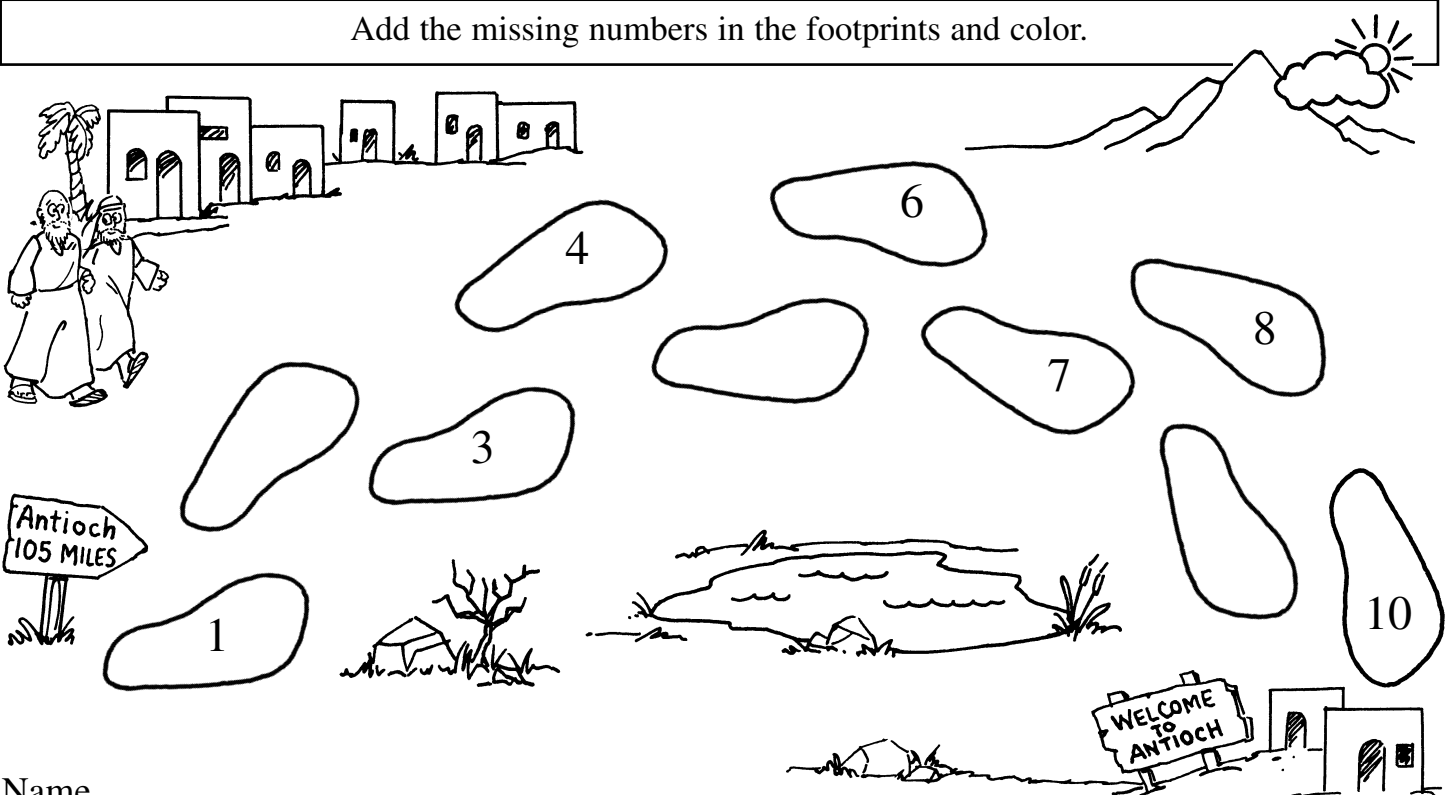 Add the missing numbers in the footprints and color.
6
4
8
7
3
Antioch
105 MILES
10
1
WELCOME
TO
ANTIOCH
Name